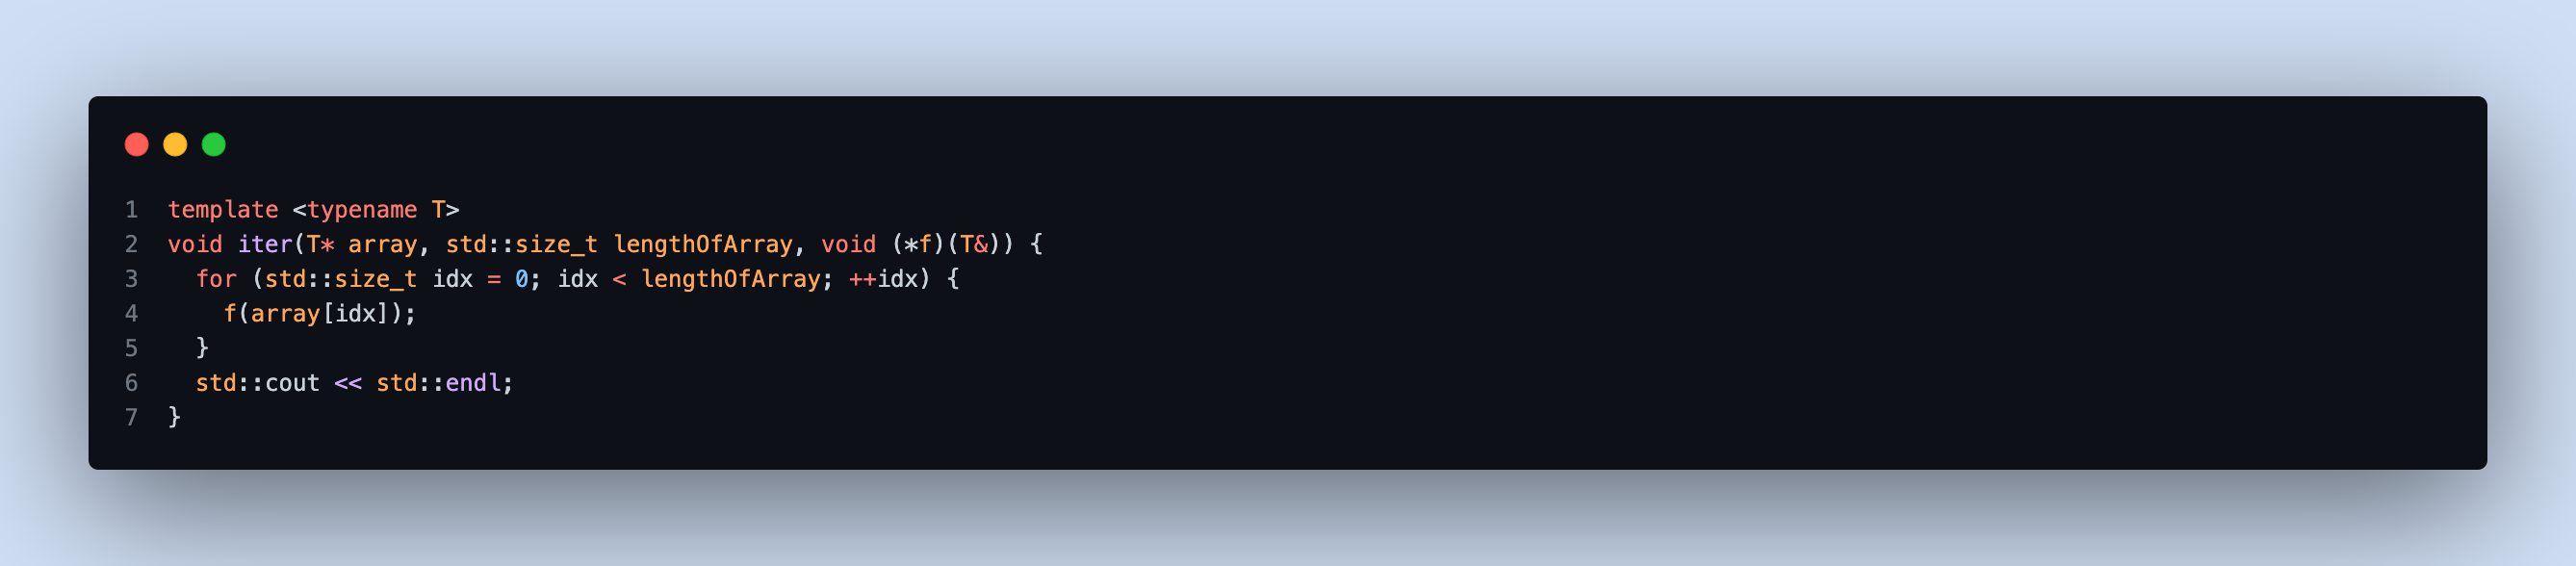 1 template <typename T>
2 void iter(T* array, std::size_t lengthOfArray, void (*f)(T&)) {
3   for (std::size_t idx = 0; idx < lengthOfArray; ++idx) {
4     f(array[idx]);
5   }
6   std::cout << std::endl;
7 }